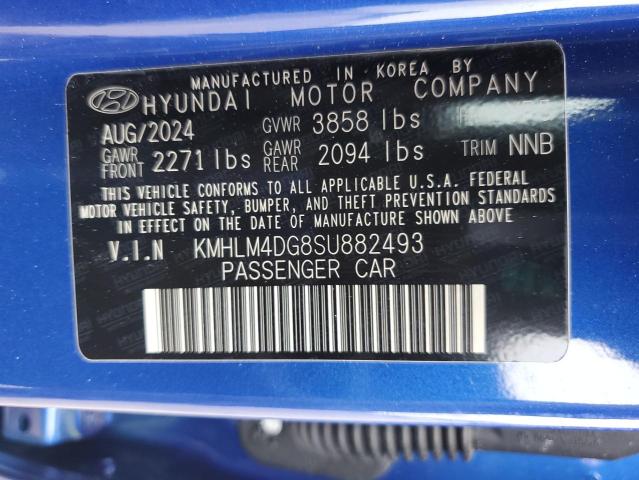 MANUFACTURED IN KOREA BY
HYUNDAI MOTOR COMPANY
AUG/2024 GVWR 3858 lbs
GAWR FRONT 2271 lbs GAWR REAR 2094 lbs TRIM NNB
THIS VEHICLE CONFORMS TO ALL APPLICABLE U.S.A. FEDERAL
MOTOR VEHICLE SAFETY, BUMPER, AND THEFT PREVENTION STANDARDS
IN EFFECT ON THE DATE OF MANUFACTURE SHOWN ABOVE
V.I.N KMHLM4DG8SU882493
PASSENGER CAR